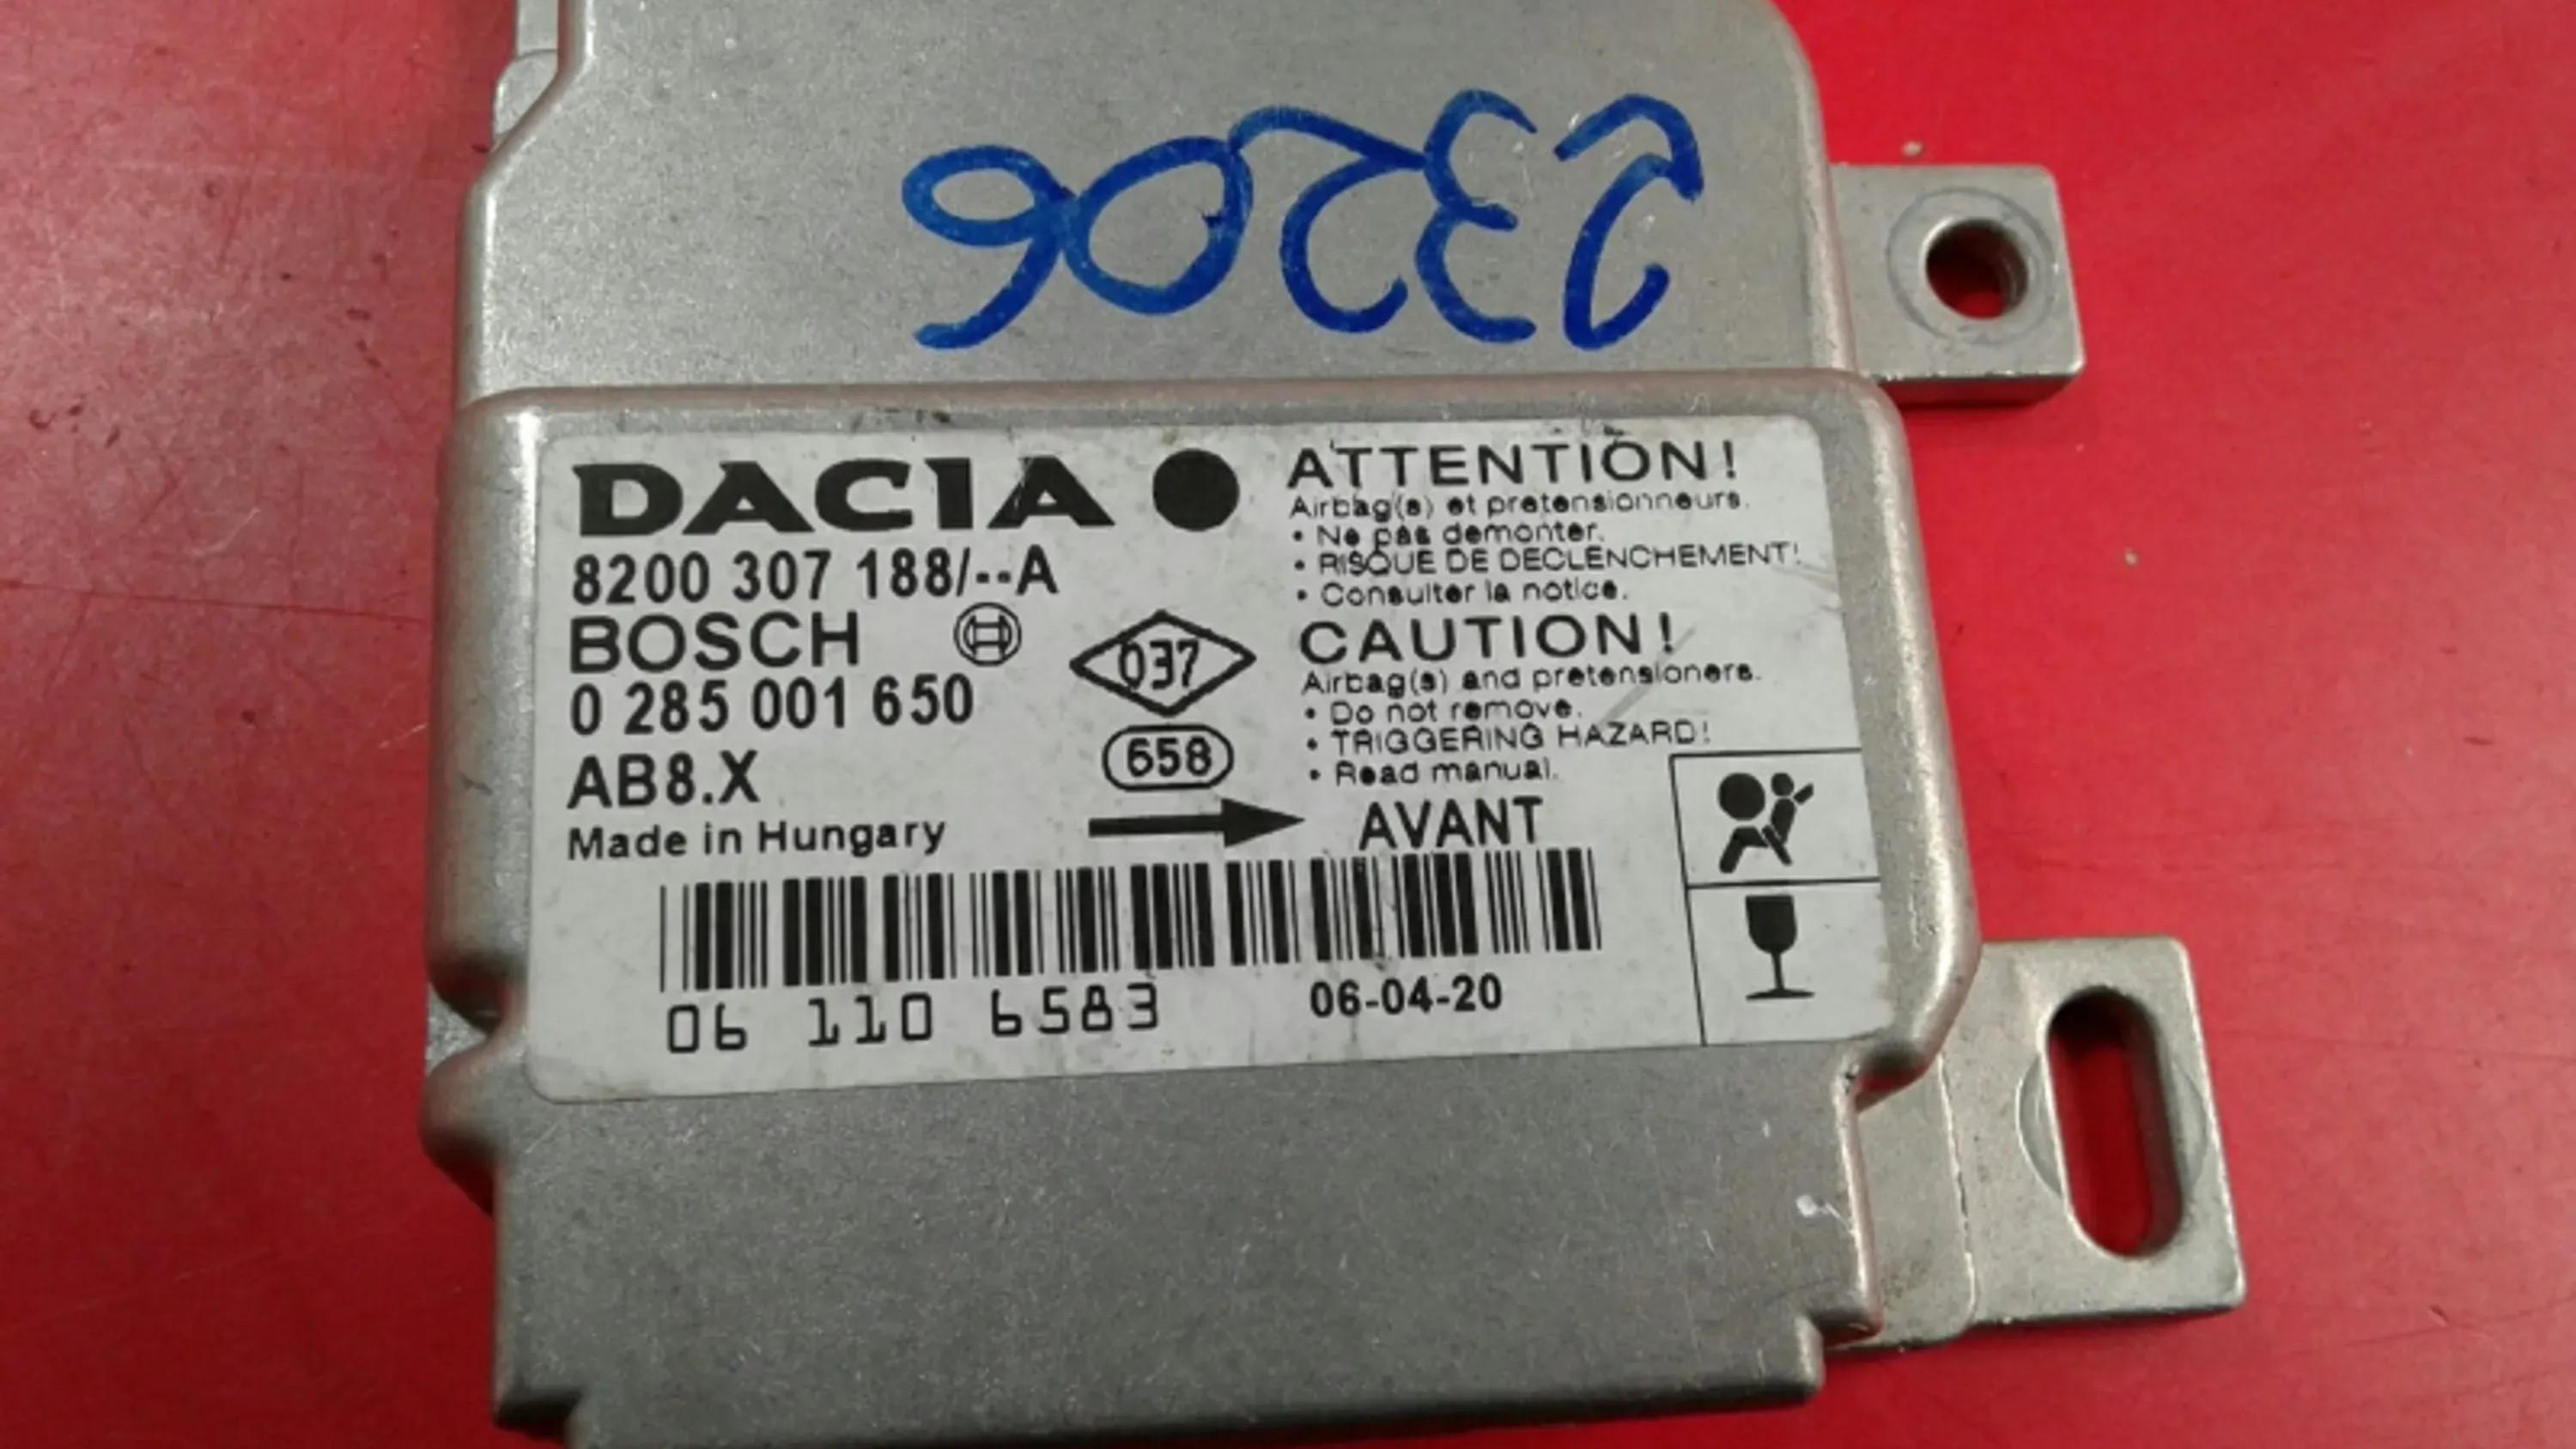 23206
DACIA
8200 307 188/--A
BOSCH
0 285 001 650
AB8.X
Made in Hungary
037
658
ATTENTION!
Airbag(s) et pretensionneurs.
• Ne pas demonter.
• RISQUE DE DECLENCHEMENT!
• Consulter la notice.
CAUTION!
Airbag(s) and pretensioners.
• Do not remove.
• TRIGGERING HAZARD!
• Read manual.
AVANT
06 110 6583
06-04-20